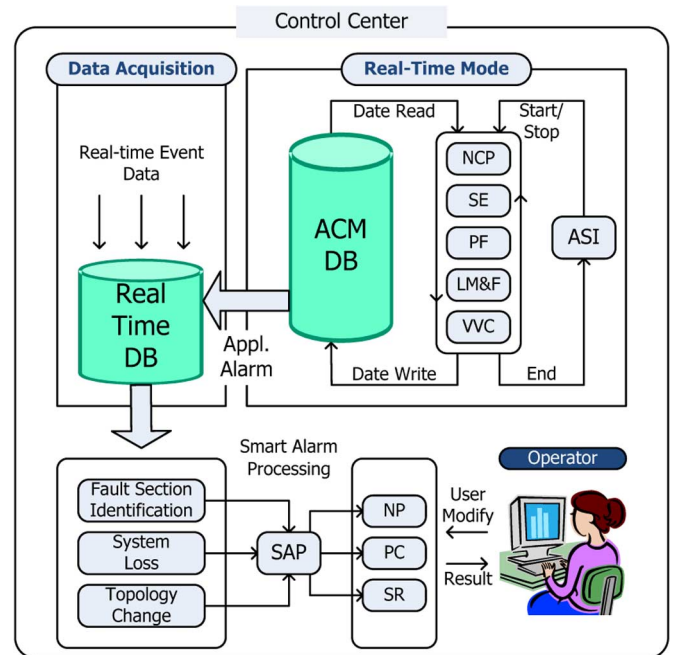 Control Center
Data Acquisition
Real-Time Mode
Real-time Event
Data
Real
Time
DB
Appl.
Alarm
ACM
DB
Date Read
Start/
Stop
NCP
SE
PF
LM&F
VVC
ASI
Date Write
End
Smart Alarm
Processing
Fault Section
Identification
System
Loss
Topology
Change
SAP
NP
PC
SR
User
Modify
Result
Operator